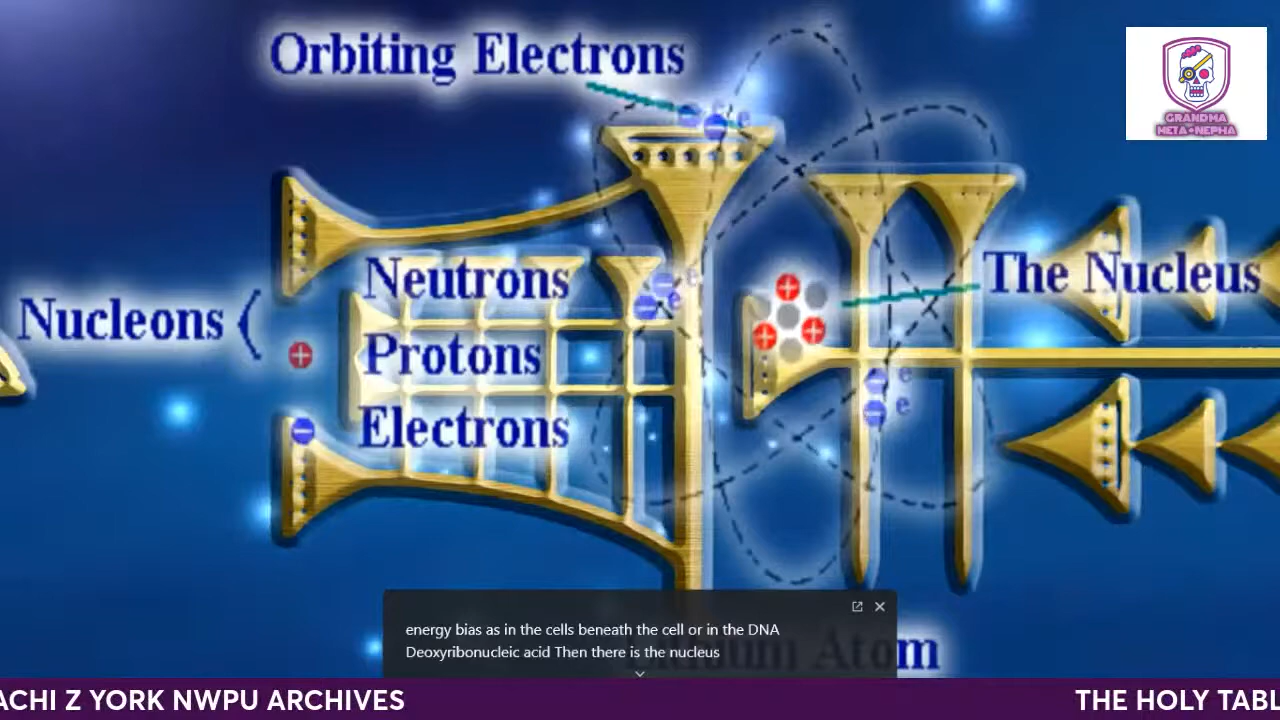 Orbiting Electrons
GRANDMA
META•NEPHA
e
e
e
e
The Nucleus
Neutrons
Nucleons
Protons
Electrons
e
e
energy bias as in the cells beneath the cell or in the DNA
Deoxyribonucleic acid Then there is the nucleus
Atom
ACHI Z YORK NWPU ARCHIVES
THE HOLY TABL